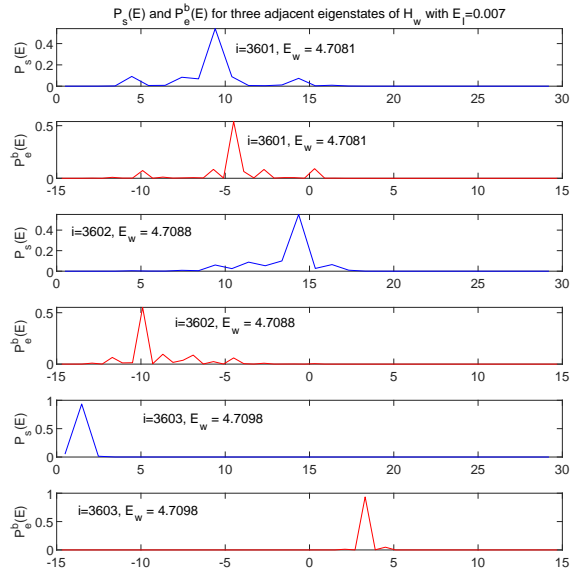 P_s(E) and P_e^b(E) for three adjacent eigenstates of H_w with E_I=0.007
P_s(E)
0.4
0.2
0
i=3601, E_w = 4.7081
0 5 10 15 20 25 30
P_e^b(E)
0.5
0
i=3601, E_w = 4.7081
-15 -10 -5 0 5 10 15
P_s(E)
0.4
0.2
0
i=3602, E_w = 4.7088
0 5 10 15 20 25 30
P_e^b(E)
0.5
0
i=3602, E_w = 4.7088
-15 -10 -5 0 5 10 15
P_s(E)
1
0.5
0
i=3603, E_w = 4.7098
0 5 10 15 20 25 30
P_e^b(E)
1
0.5
0
i=3603, E_w = 4.7098
-15 -10 -5 0 5 10 15